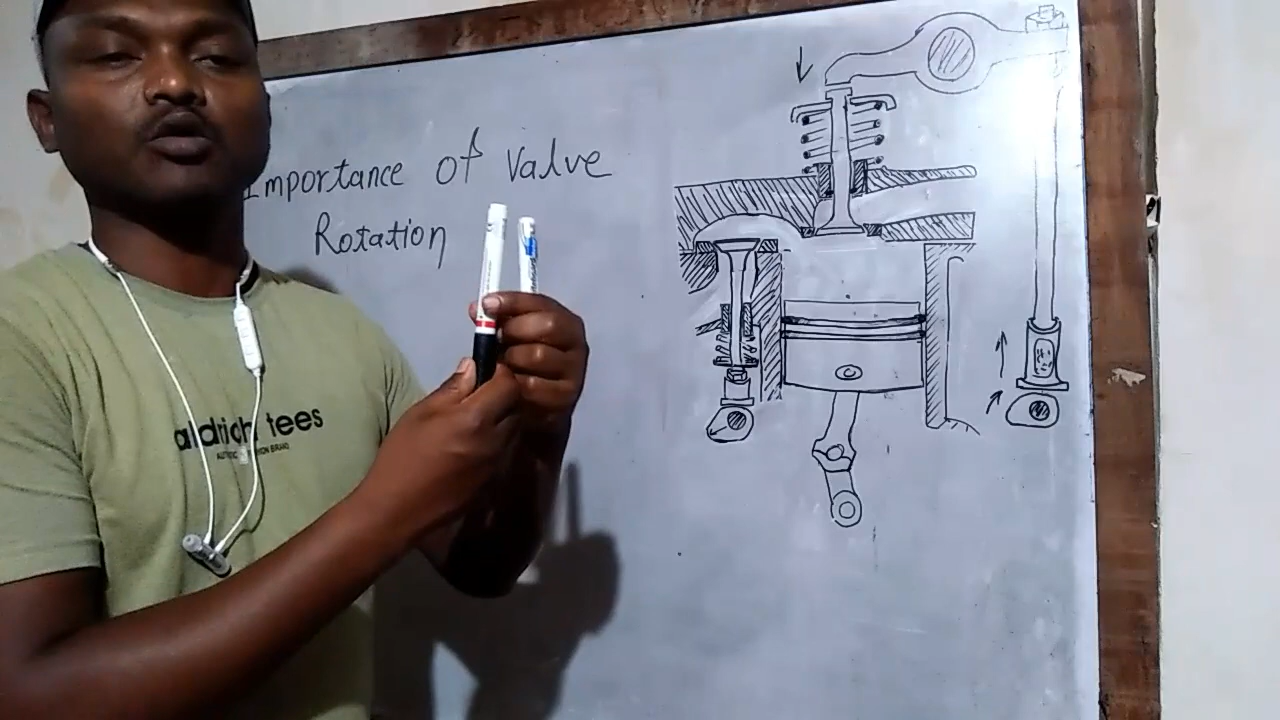 Importance of Valve
Rotation
aldrich tees